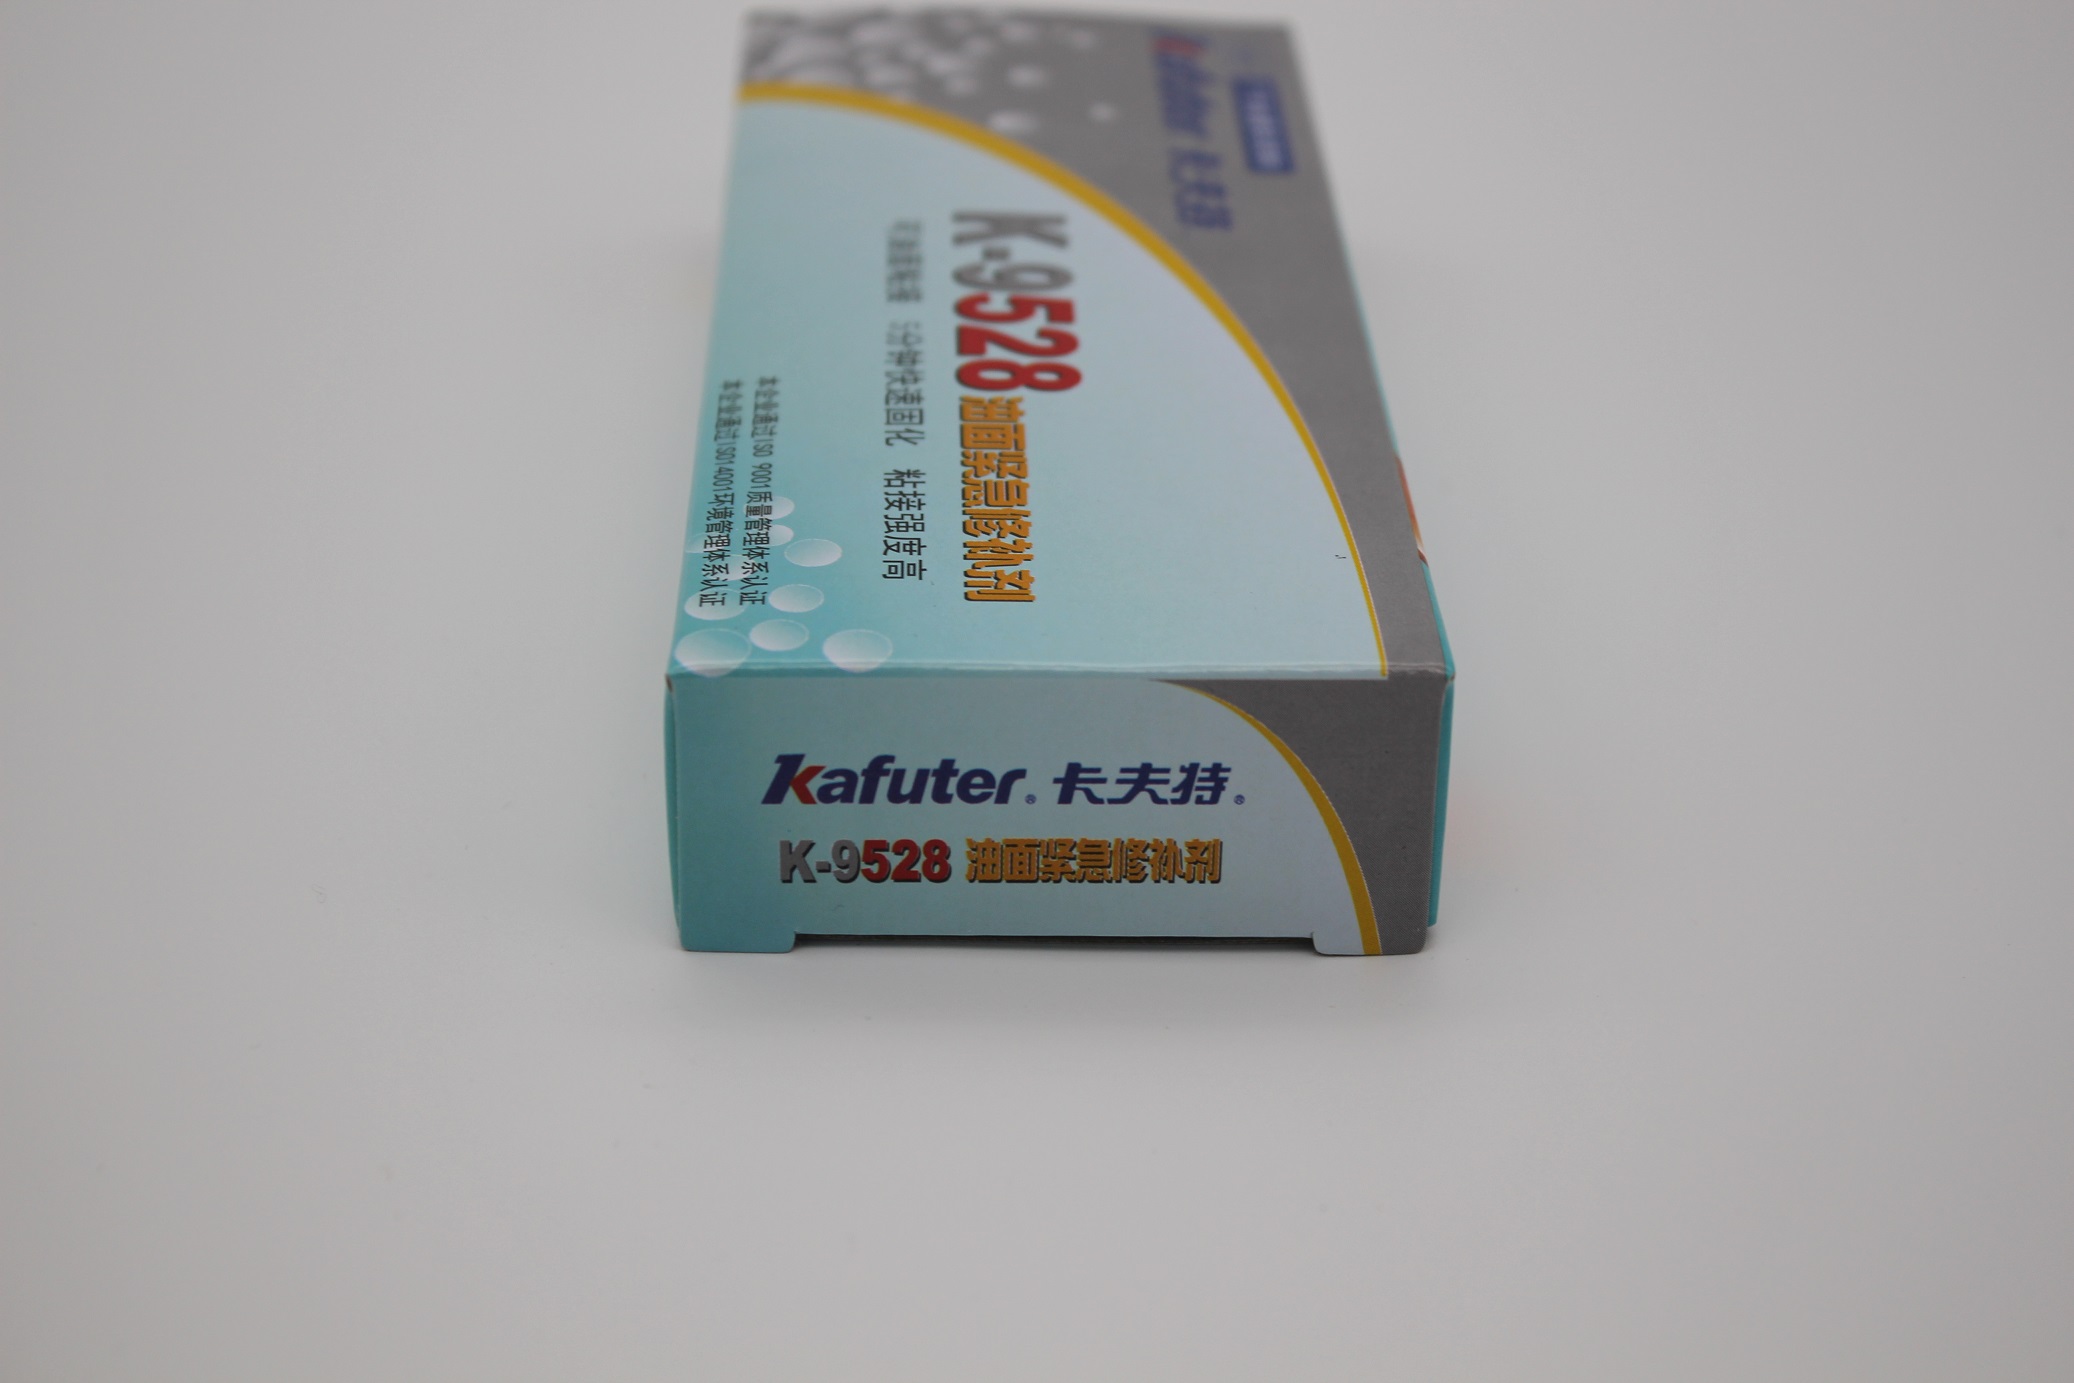 Kafuter 卡夫特
K-9528 油面紧急修补剂
可油面粘接 5分钟快速固化 粘接强度高
本企业通过ISO 9001质量管理体系认证
本企业通过ISO14001环境管理体系认证
Kafuter® 卡夫特®
K-9528 油面紧急修补剂